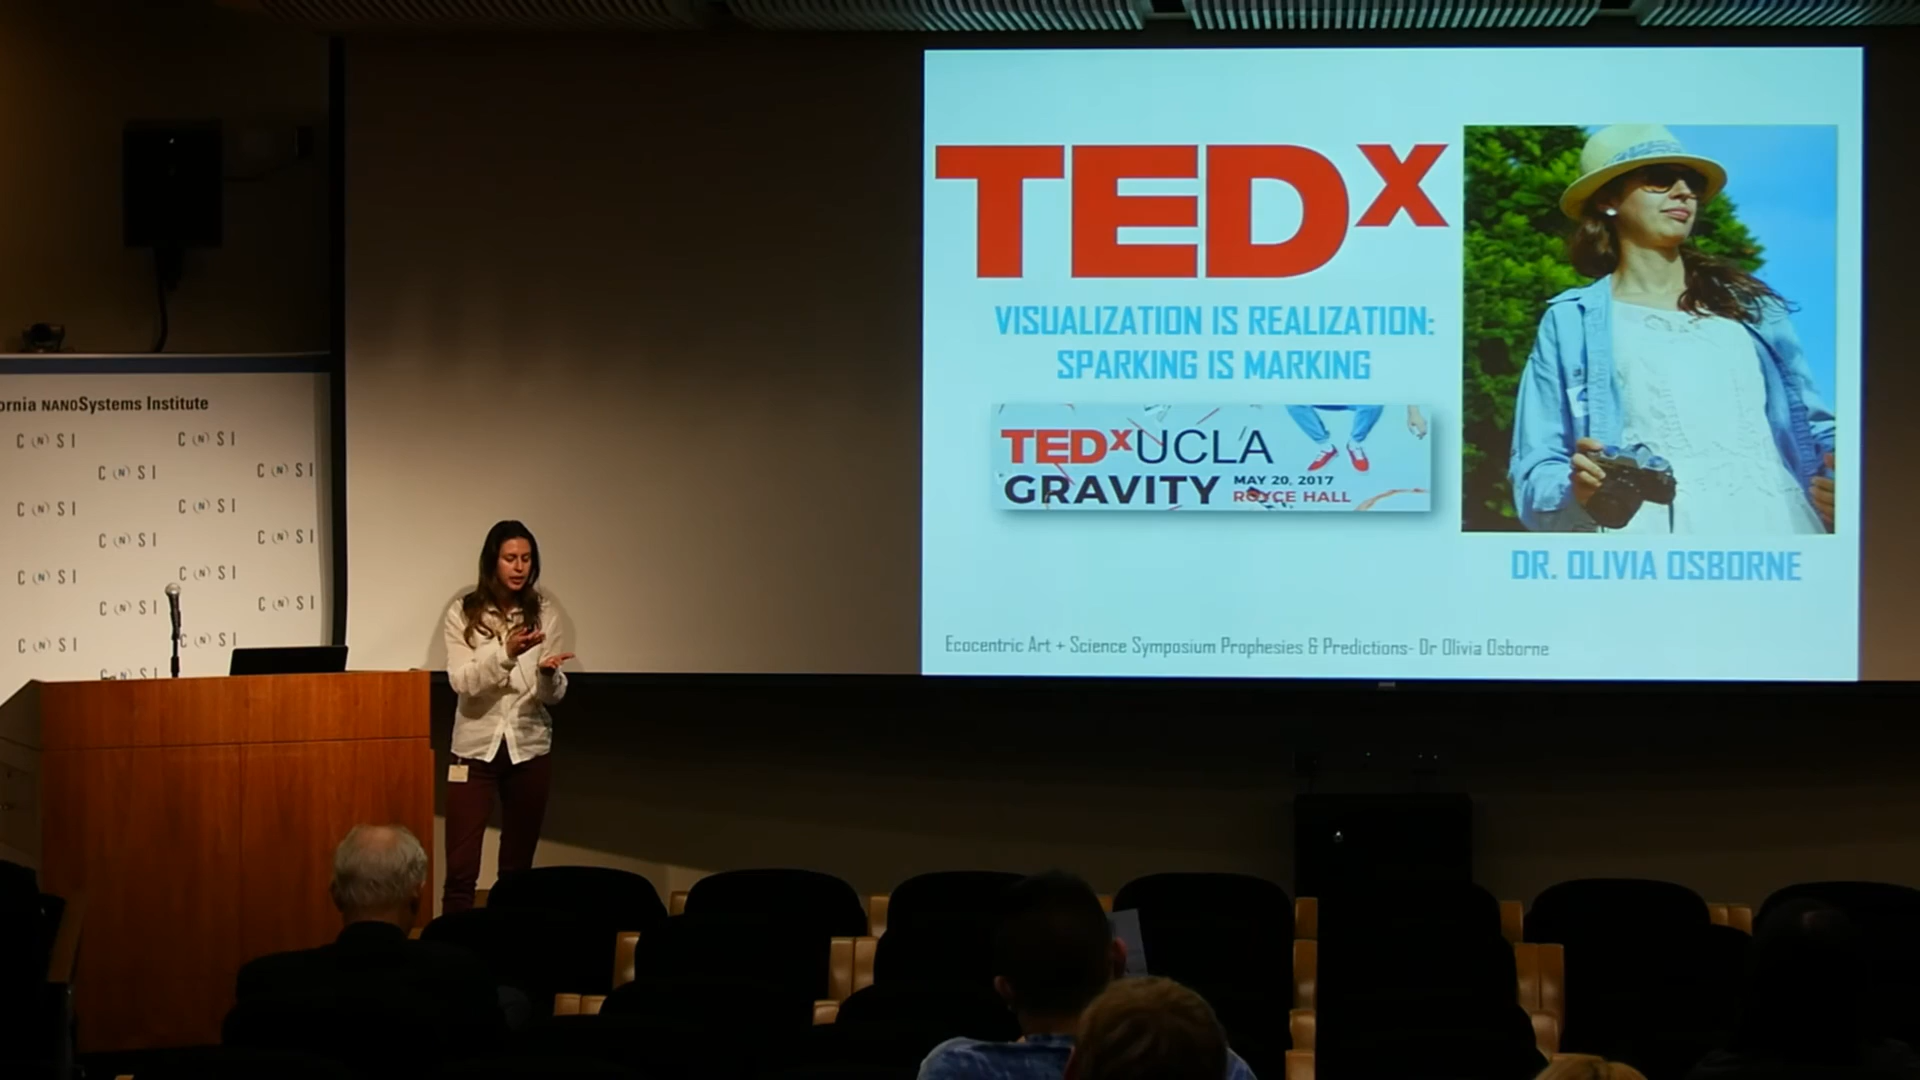 TEDx
VISUALIZATION IS REALIZATION:
SPARKING IS MARKING
TEDxUCLA
GRAVITY
MAY 20, 2017
ROYCE HALL
DR. OLIVIA OSBORNE
Ecocentric Art + Science Symposium Prophesies & Predictions- Dr Olivia Osborne
ornia NANOSystems Institute
CNSI CNSI
CNSI CNSI
CNSI CNSI
CNSI CNSI
CNSI CNSI
CNSI CNSI
CNSI CNSI
CNSI